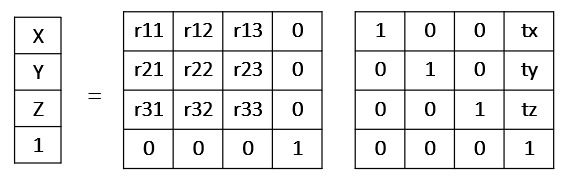 X r11 r12 r13 0 1 0 0 tx
Y r21 r22 r23 0 0 1 0 ty
=
Z r31 r32 r33 0 0 0 1 tz
1 0 0 0 1 0 0 0 1